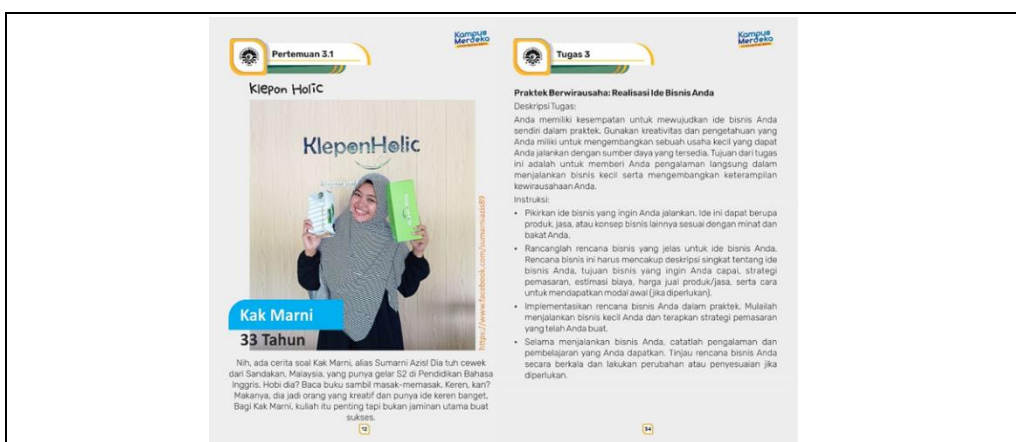 Kampus
Merdeka
Pertemuan 3.1
Klepon Holic
KleponHolic
https://www.facebook.com/sumarniazis89
Kak Marni
33 Tahun
Nih, ada cerita soal Kak Marni, alias Sumarni Azis! Dia tuh cewek
dari Sandakan, Malaysia, yang punya gelar S2 di Pendidikan Bahasa
Inggris. Hobi dia? Baca buku sambil masak-memasak. Keren, kan?
Makanya, dia jadi orang yang kreatif dan punya ide keren banget.
Bagi Kak Marni, kuliah itu penting tapi bukan jaminan utama buat
sukses.
12
Kampus
Merdeka
Tugas 3
Praktek Berwirausaha: Realisasi Ide Bisnis Anda
Deskripsi Tugas:
Anda memiliki kesempatan untuk mewujudkan ide bisnis Anda
sendiri dalam praktek. Gunakan kreativitas dan pengetahuan yang
Anda miliki untuk mengembangkan sebuah usaha kecil yang dapat
Anda jalankan dengan sumber daya yang tersedia. Tujuan dari tugas
ini adalah untuk memberi Anda pengalaman langsung dalam
menjalankan bisnis kecil serta mengembangkan keterampilan
kewirausahaan Anda.
Instruksi:
• Pikirkan ide bisnis yang ingin Anda jalankan. Ide ini dapat berupa
produk, jasa, atau konsep bisnis lainnya sesuai dengan minat dan
bakat Anda.
• Rancanglah rencana bisnis yang jelas untuk ide bisnis Anda.
Rencana bisnis ini harus mencakup deskripsi singkat tentang ide
bisnis Anda, tujuan bisnis yang ingin Anda capai, strategi
pemasaran, estimasi biaya, harga jual produk/jasa, serta cara
untuk mendapatkan modal awal (jika diperlukan).
• Implementasikan rencana bisnis Anda dalam praktek. Mulailah
menjalankan bisnis kecil Anda dan terapkan strategi pemasaran
yang telah Anda buat.
• Selama menjalankan bisnis Anda, catatlah pengalaman dan
pembelajaran yang Anda dapatkan. Tinjau rencana bisnis Anda
secara berkala dan lakukan perubahan atau penyesuaian jika
diperlukan.
34